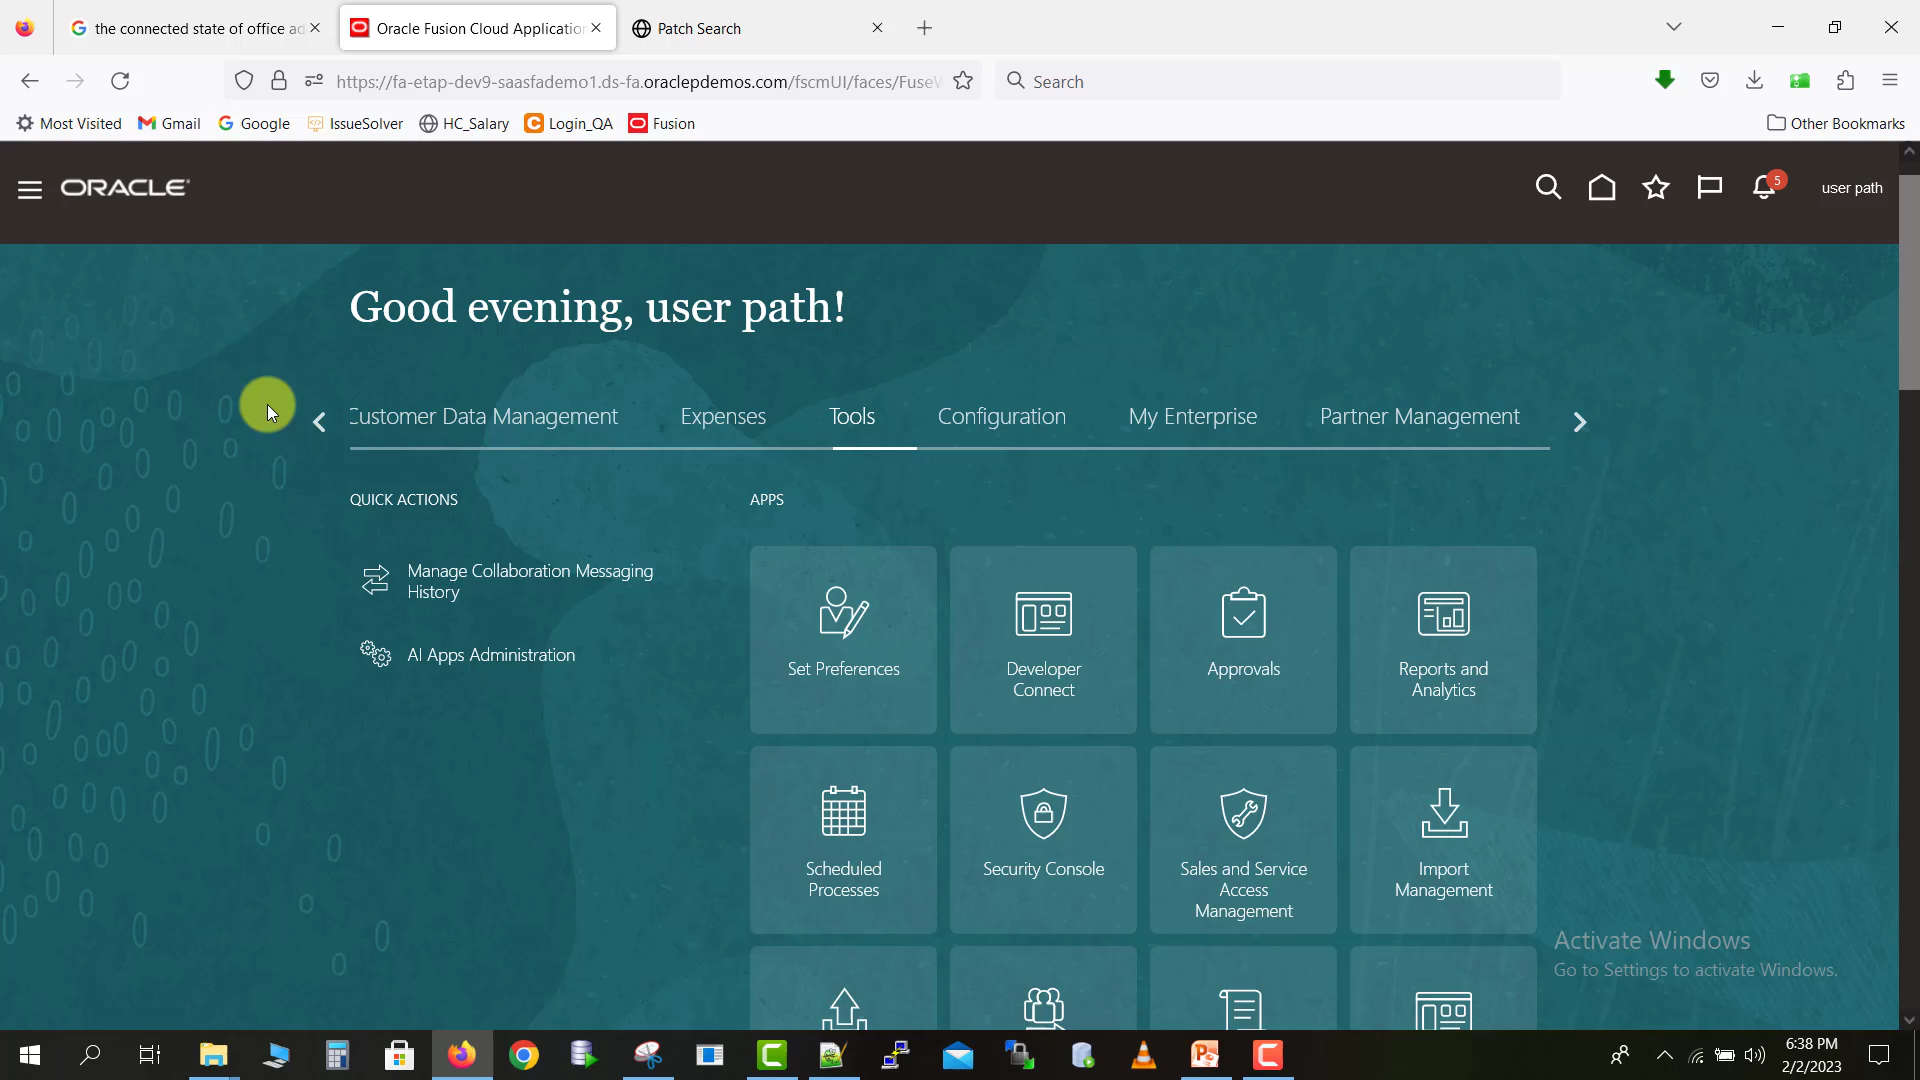 the connected state of office ad
Oracle Fusion Cloud Application
Patch Search
https://fa-etap-dev9-saasfademo1.ds-fa.oraclepdemos.com/fscmUI/faces/FuseW
Search
Most Visited
Gmail
Google
IssueSolver
HC_Salary
Login_QA
Fusion
Other Bookmarks
ORACLE
5
user path
Good evening, user path!
Customer Data Management
Expenses
Tools
Configuration
My Enterprise
Partner Management
QUICK ACTIONS
APPS
Manage Collaboration Messaging
History
AI Apps Administration
Set Preferences
Developer
Connect
Approvals
Reports and
Analytics
Scheduled
Processes
Security Console
Sales and Service
Access
Management
Import
Management
Activate Windows
Go to Settings to activate Windows.
6:38 PM
2/2/2023